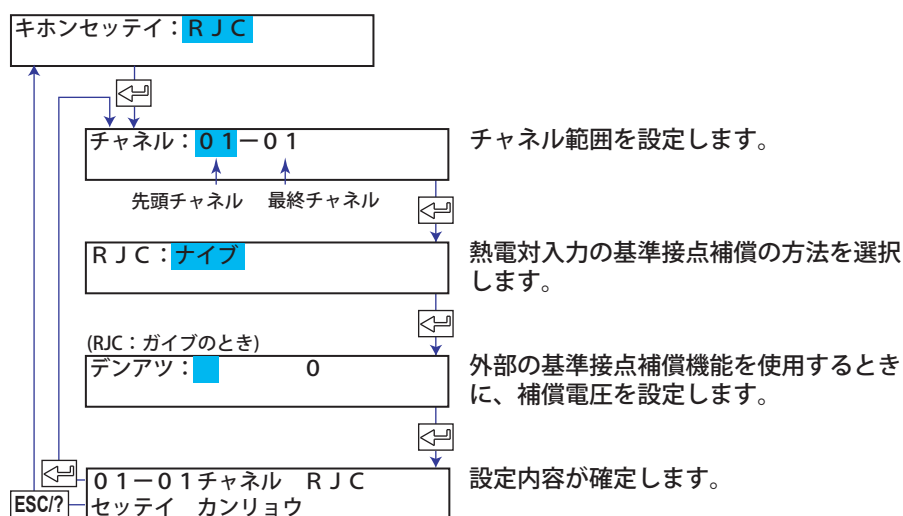 キホンセッテイ：ＲＪＣ
チャネル：０１－０１
チャネル範囲を設定します。
先頭チャネル
最終チャネル
ＲＪＣ：ナイブ
熱電対入力の基準接点補償の方法を選択
します。
(RJC：ガイブのとき)
デンアツ： 0
外部の基準接点補償機能を使用するとき
に、補償電圧を設定します。
０１－０１チャネル　ＲＪＣ
設定内容が確定します。
ESC/?
セッテイ　カンリョウ